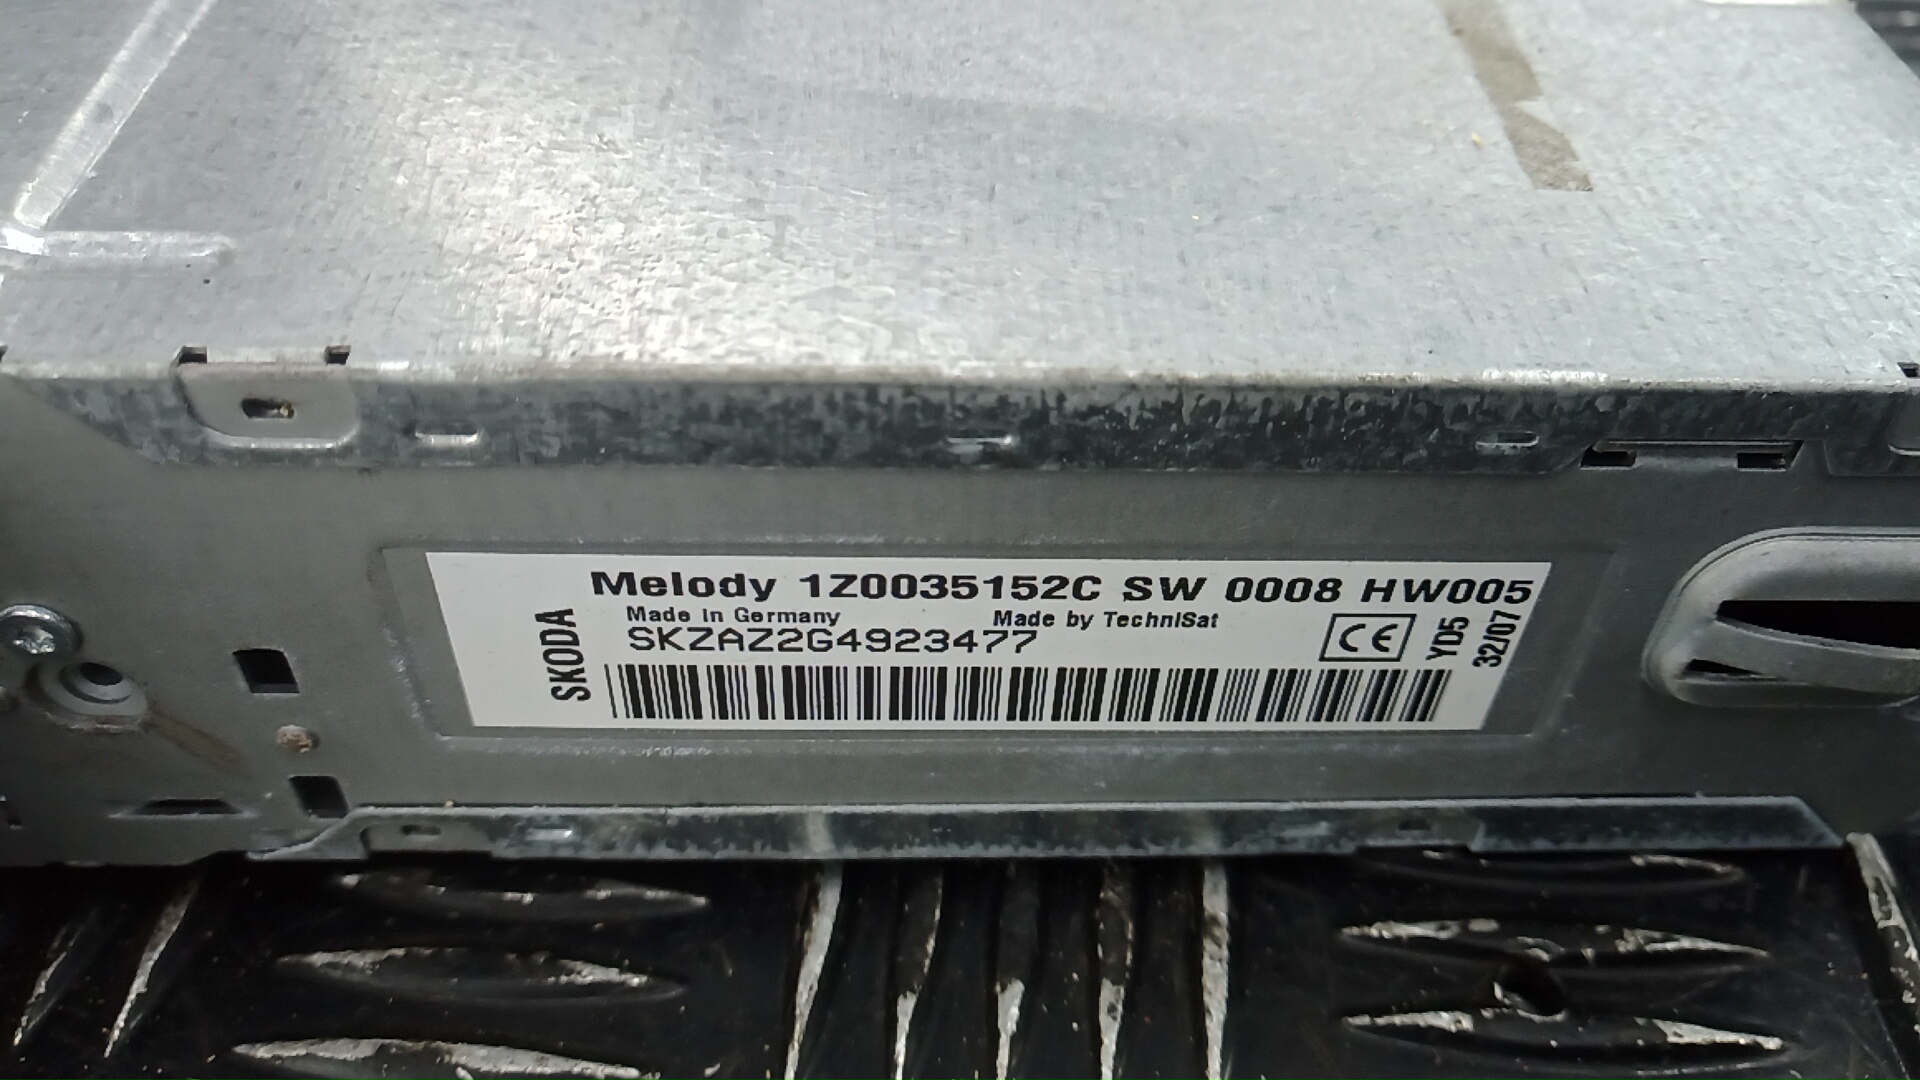 Melody 1Z0035152C SW 0008 HW005
Made in Germany Made by TechniSat
SKZAZ2G4923477
SKODA
CE
YD5
32/07